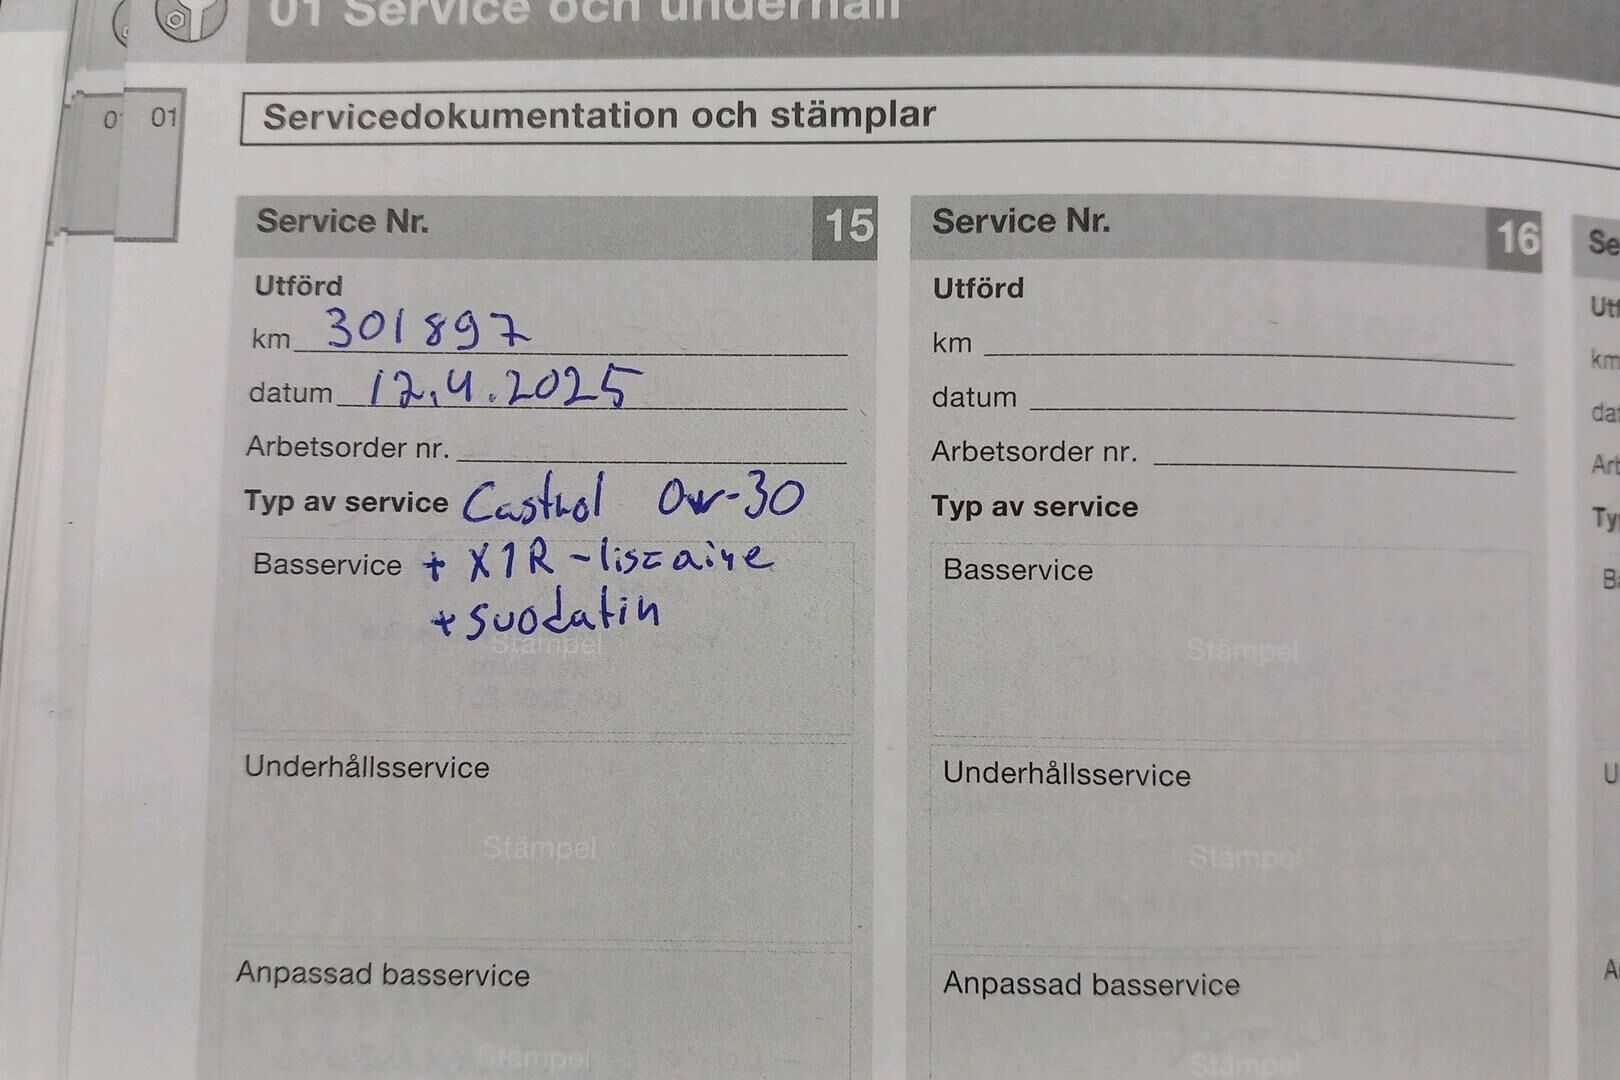 01 Service och underhåll
01
Servicedokumentation och stämplar
Service Nr. 15
Utförd
km 301897
datum 12.4.2025
Arbetsorder nr.
Typ av service Castrol 0w-30
Basservice + X1R-lisäaine
+ suodatin
Stämpel
Underhållsservice
Stämpel
Anpassad basservice
Stämpel
Service Nr. 16
Utförd
km
datum
Arbetsorder nr.
Typ av service
Basservice
Stämpel
Underhållsservice
Stämpel
Anpassad basservice
Stämpel